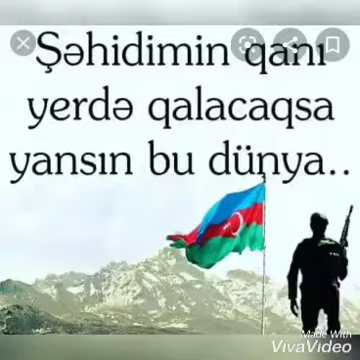 Şəhidimin qanı
yerdə qalacaqsa
yansın bu dünya..
Made With
VivaVideo